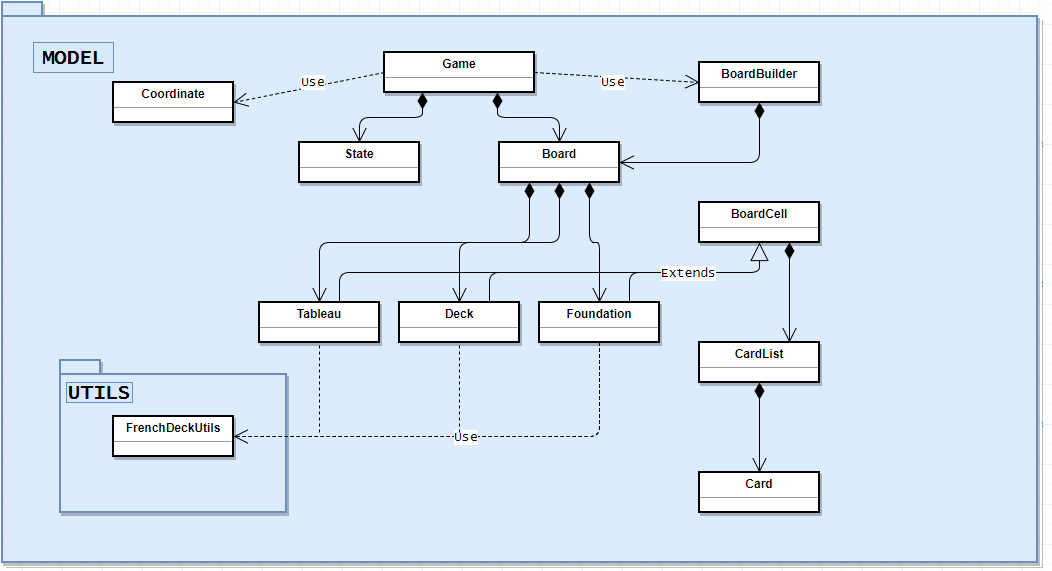 MODEL
Game
Use
Use
BoardBuilder
Coordinate
State
Board
BoardCell
Extends
Tableau
Deck
Foundation
CardList
UTILS
FrenchDeckUtils
Use
Card